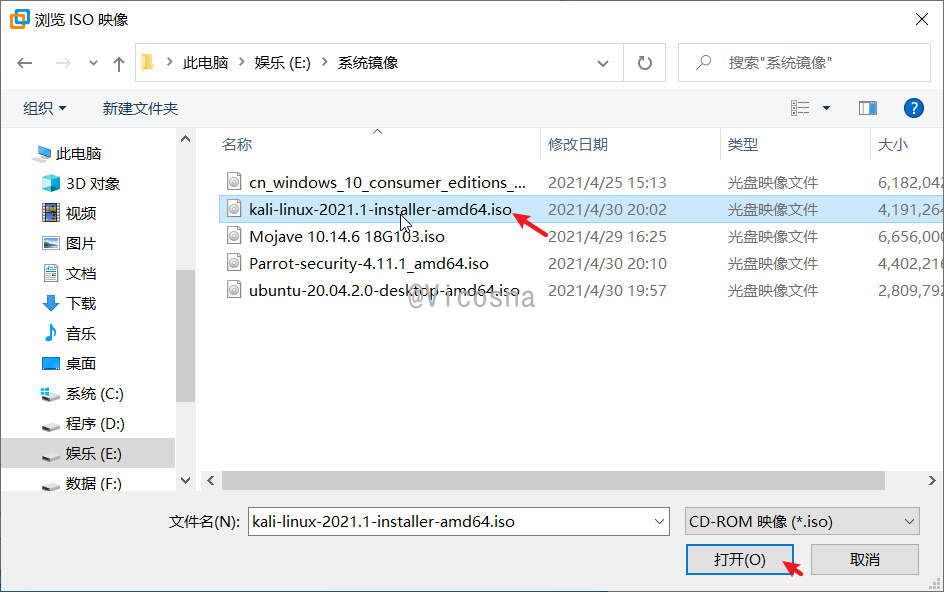 浏览 ISO 映像
此电脑 娱乐 (E:) 系统镜像
搜索"系统镜像"
组织 新建文件夹
名称 修改日期 类型 大小
此电脑
3D 对象
视频
图片
文档
下载
音乐
桌面
系统 (C:)
程序 (D:)
娱乐 (E:)
数据 (F:)
cn_windows_10_consumer_editions_... 2021/4/25 15:13 光盘映像文件 6,182,042
kali-linux-2021.1-installer-amd64.iso 2021/4/30 20:02 光盘映像文件 4,191,264
Mojave 10.14.6 18G103.iso 2021/4/29 16:25 光盘映像文件 6,656,000
Parrot-security-4.11.1_amd64.iso 2021/4/30 20:10 光盘映像文件 4,402,216
ubuntu-20.04.2.0-desktop-amd64.iso 2021/4/30 19:57 光盘映像文件 2,809,792
@Vicosna
文件名(N): kali-linux-2021.1-installer-amd64.iso CD-ROM 映像 (*.iso)
打开(O) 取消